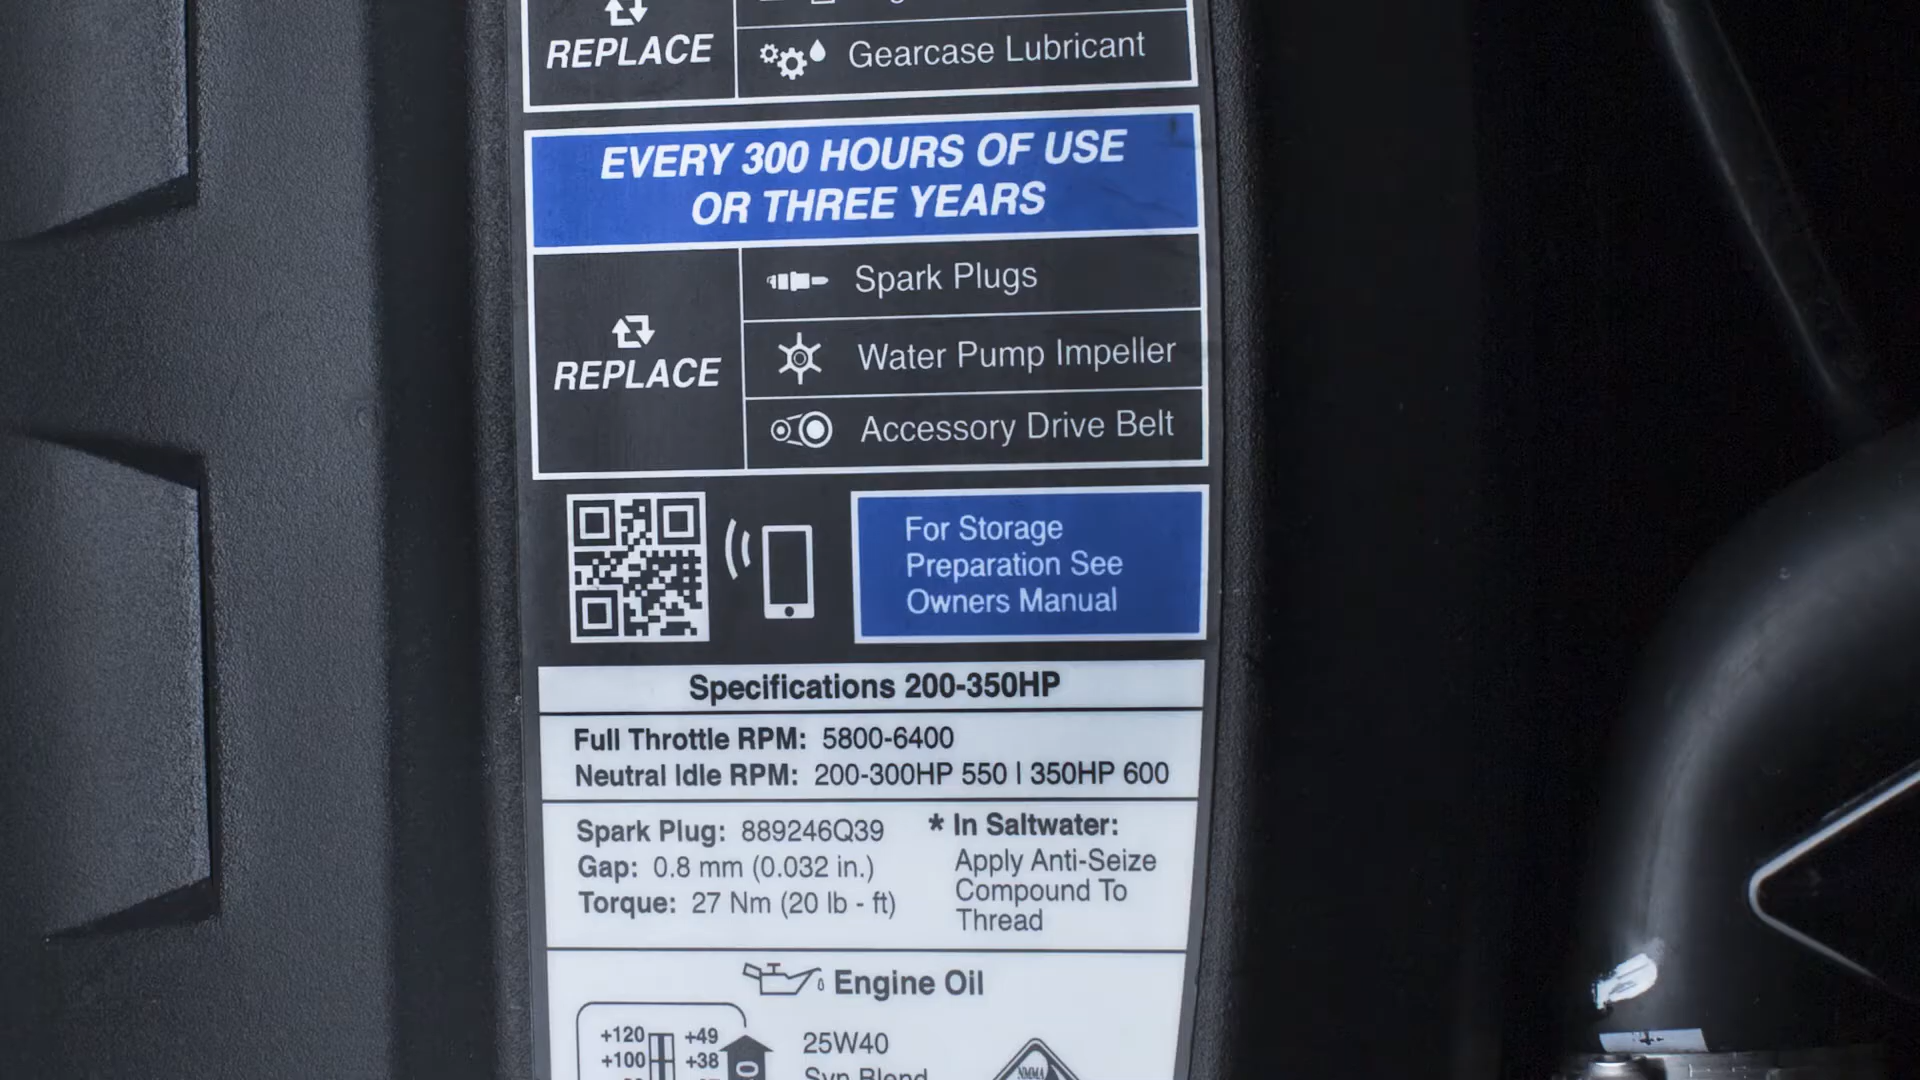 REPLACE
Gearcase Lubricant
EVERY 300 HOURS OF USE
OR THREE YEARS
REPLACE
Spark Plugs
Water Pump Impeller
Accessory Drive Belt
For Storage
Preparation See
Owners Manual
Specifications 200-350HP
Full Throttle RPM: 5800-6400
Neutral Idle RPM: 200-300HP 550 | 350HP 600
Spark Plug: 889246Q39
Gap: 0.8 mm (0.032 in.)
Torque: 27 Nm (20 lb - ft)
* In Saltwater:
Apply Anti-Seize
Compound To
Thread
Engine Oil
+120 +49
+100 +38
25W40
Syn Blend
NMMA